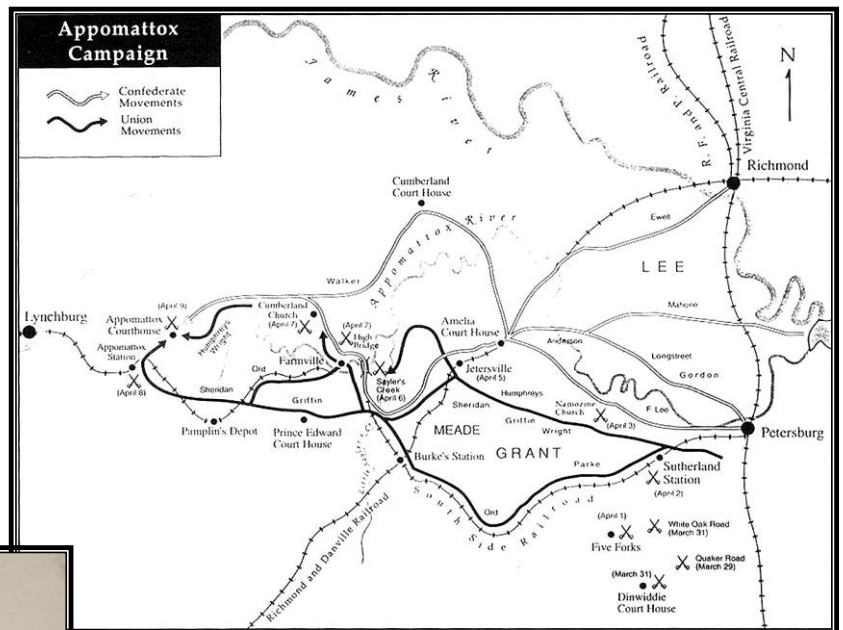 Appomattox
Campaign
Confederate
Movements
Union
Movements
James River
R. F. and P. Railroad
Virginia Central Railroad
N
Richmond
Cumberland
Court House
Appomattox River
Ewell
LEE
Walker
Mahone
Lynchburg
(April 9)
Appomattox
Courthouse
Humphreys
Wright
Cumberland
Church
(April 7)
(April 7)
High
Bridge
Amelia
Court House
Anderson
Longstreet
Gordon
Appomattox
Station
(April 8)
Ord
Farmville
Sayler's
Creek
(April 6)
Jetersville
(April 5)
Sheridan
Griffin
Sheridan
Humphreys
Griffin
Wright
Namozine
Church
(April 3)
F. Lee
Petersburg
Pamplin's Depot
Prince Edward
Court House
MEADE
GRANT
Burke's Station
Parke
Sutherland
Station
(April 2)
Ord
South Side Railroad
Richmond and Danville Railroad
(April 1)
Five Forks
White Oak Road
(March 31)
Quaker Road
(March 29)
(March 31)
Dinwiddie
Court House